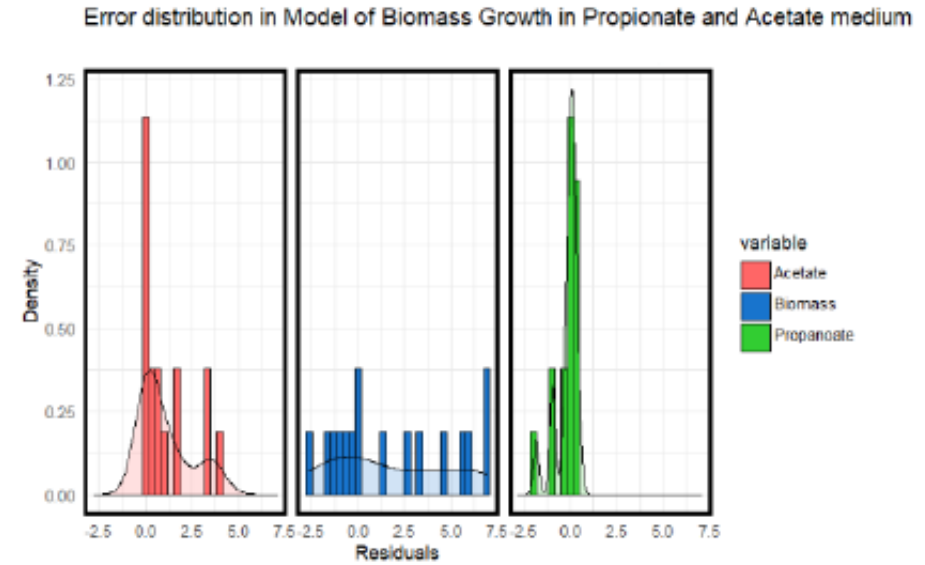 Error distribution in Model of Biomass Growth in Propionate and Acetate medium
1.25
1.00
0.75
0.50
0.25
0.00
Density
-2.5 0.0 2.5 5.0 7.5 -2.5 0.0 2.5 5.0 7.5 -2.5 0.0 2.5 5.0 7.5
Residuals
variable
Acetate
Biomass
Propanoate